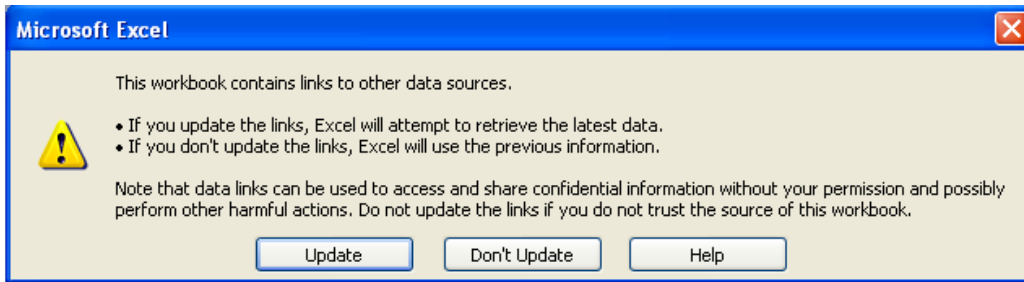 Microsoft Excel
This workbook contains links to other data sources.
• If you update the links, Excel will attempt to retrieve the latest data.
• If you don't update the links, Excel will use the previous information.
Note that data links can be used to access and share confidential information without your permission and possibly
perform other harmful actions. Do not update the links if you do not trust the source of this workbook.
Update Don't Update Help